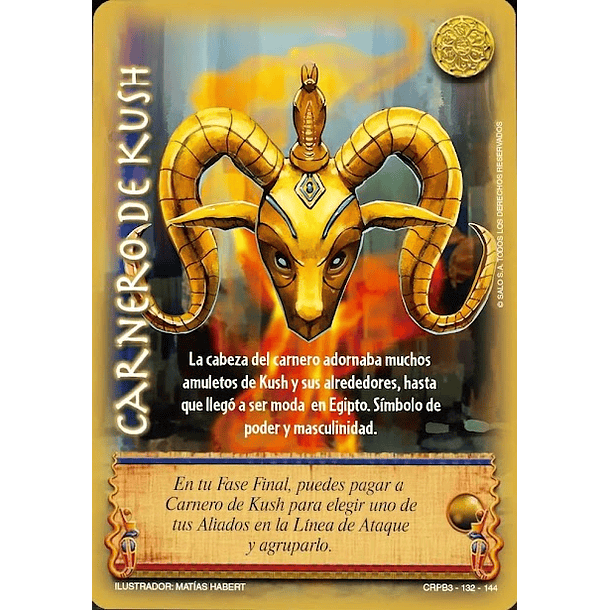 CARNERO DE KUSH
© SALO S.A. TODOS LOS DERECHOS RESERVADOS
La cabeza del carnero adornaba muchos
amuletos de Kush y sus alrededores, hasta
que llegó a ser moda en Egipto. Símbolo de
poder y masculinidad.
En tu Fase Final, puedes pagar a
Carnero de Kush para elegir uno de
tus Aliados en la Línea de Ataque
y agruparlo.
ILUSTRADOR: MATÍAS HABERT
CRPB3 - 132 - 144